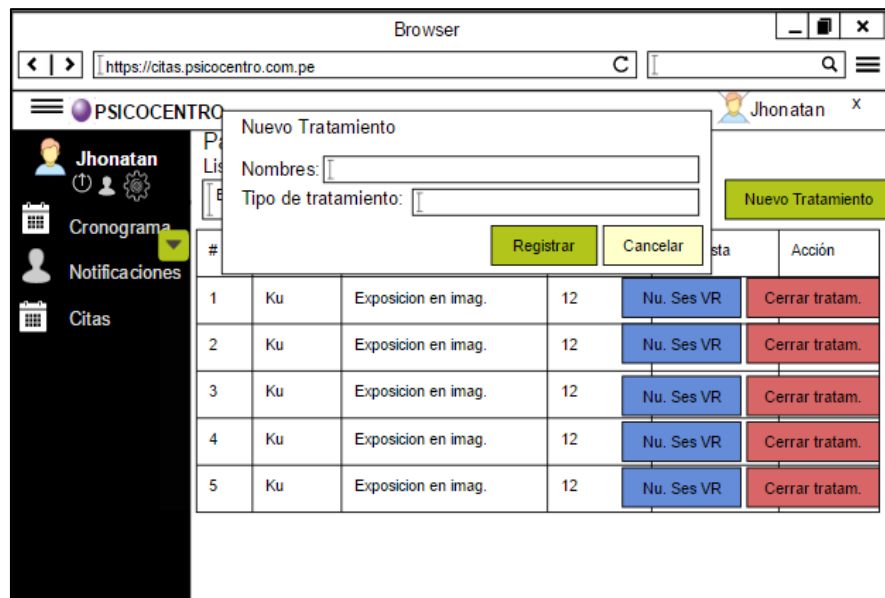 Browser
https://citas.psicocentro.com.pe
PSICOCENTRO
Jhonatan
X
Jhonatan
Cronograma
Notificaciones
Citas
Nuevo Tratamiento
Nombres:
Tipo de tratamiento:
Registrar Cancelar
Nuevo Tratamiento
# Acción
1 Ku Exposicion en imag. 12 Nu. Ses VR Cerrar tratam.
2 Ku Exposicion en imag. 12 Nu. Ses VR Cerrar tratam.
3 Ku Exposicion en imag. 12 Nu. Ses VR Cerrar tratam.
4 Ku Exposicion en imag. 12 Nu. Ses VR Cerrar tratam.
5 Ku Exposicion en imag. 12 Nu. Ses VR Cerrar tratam.